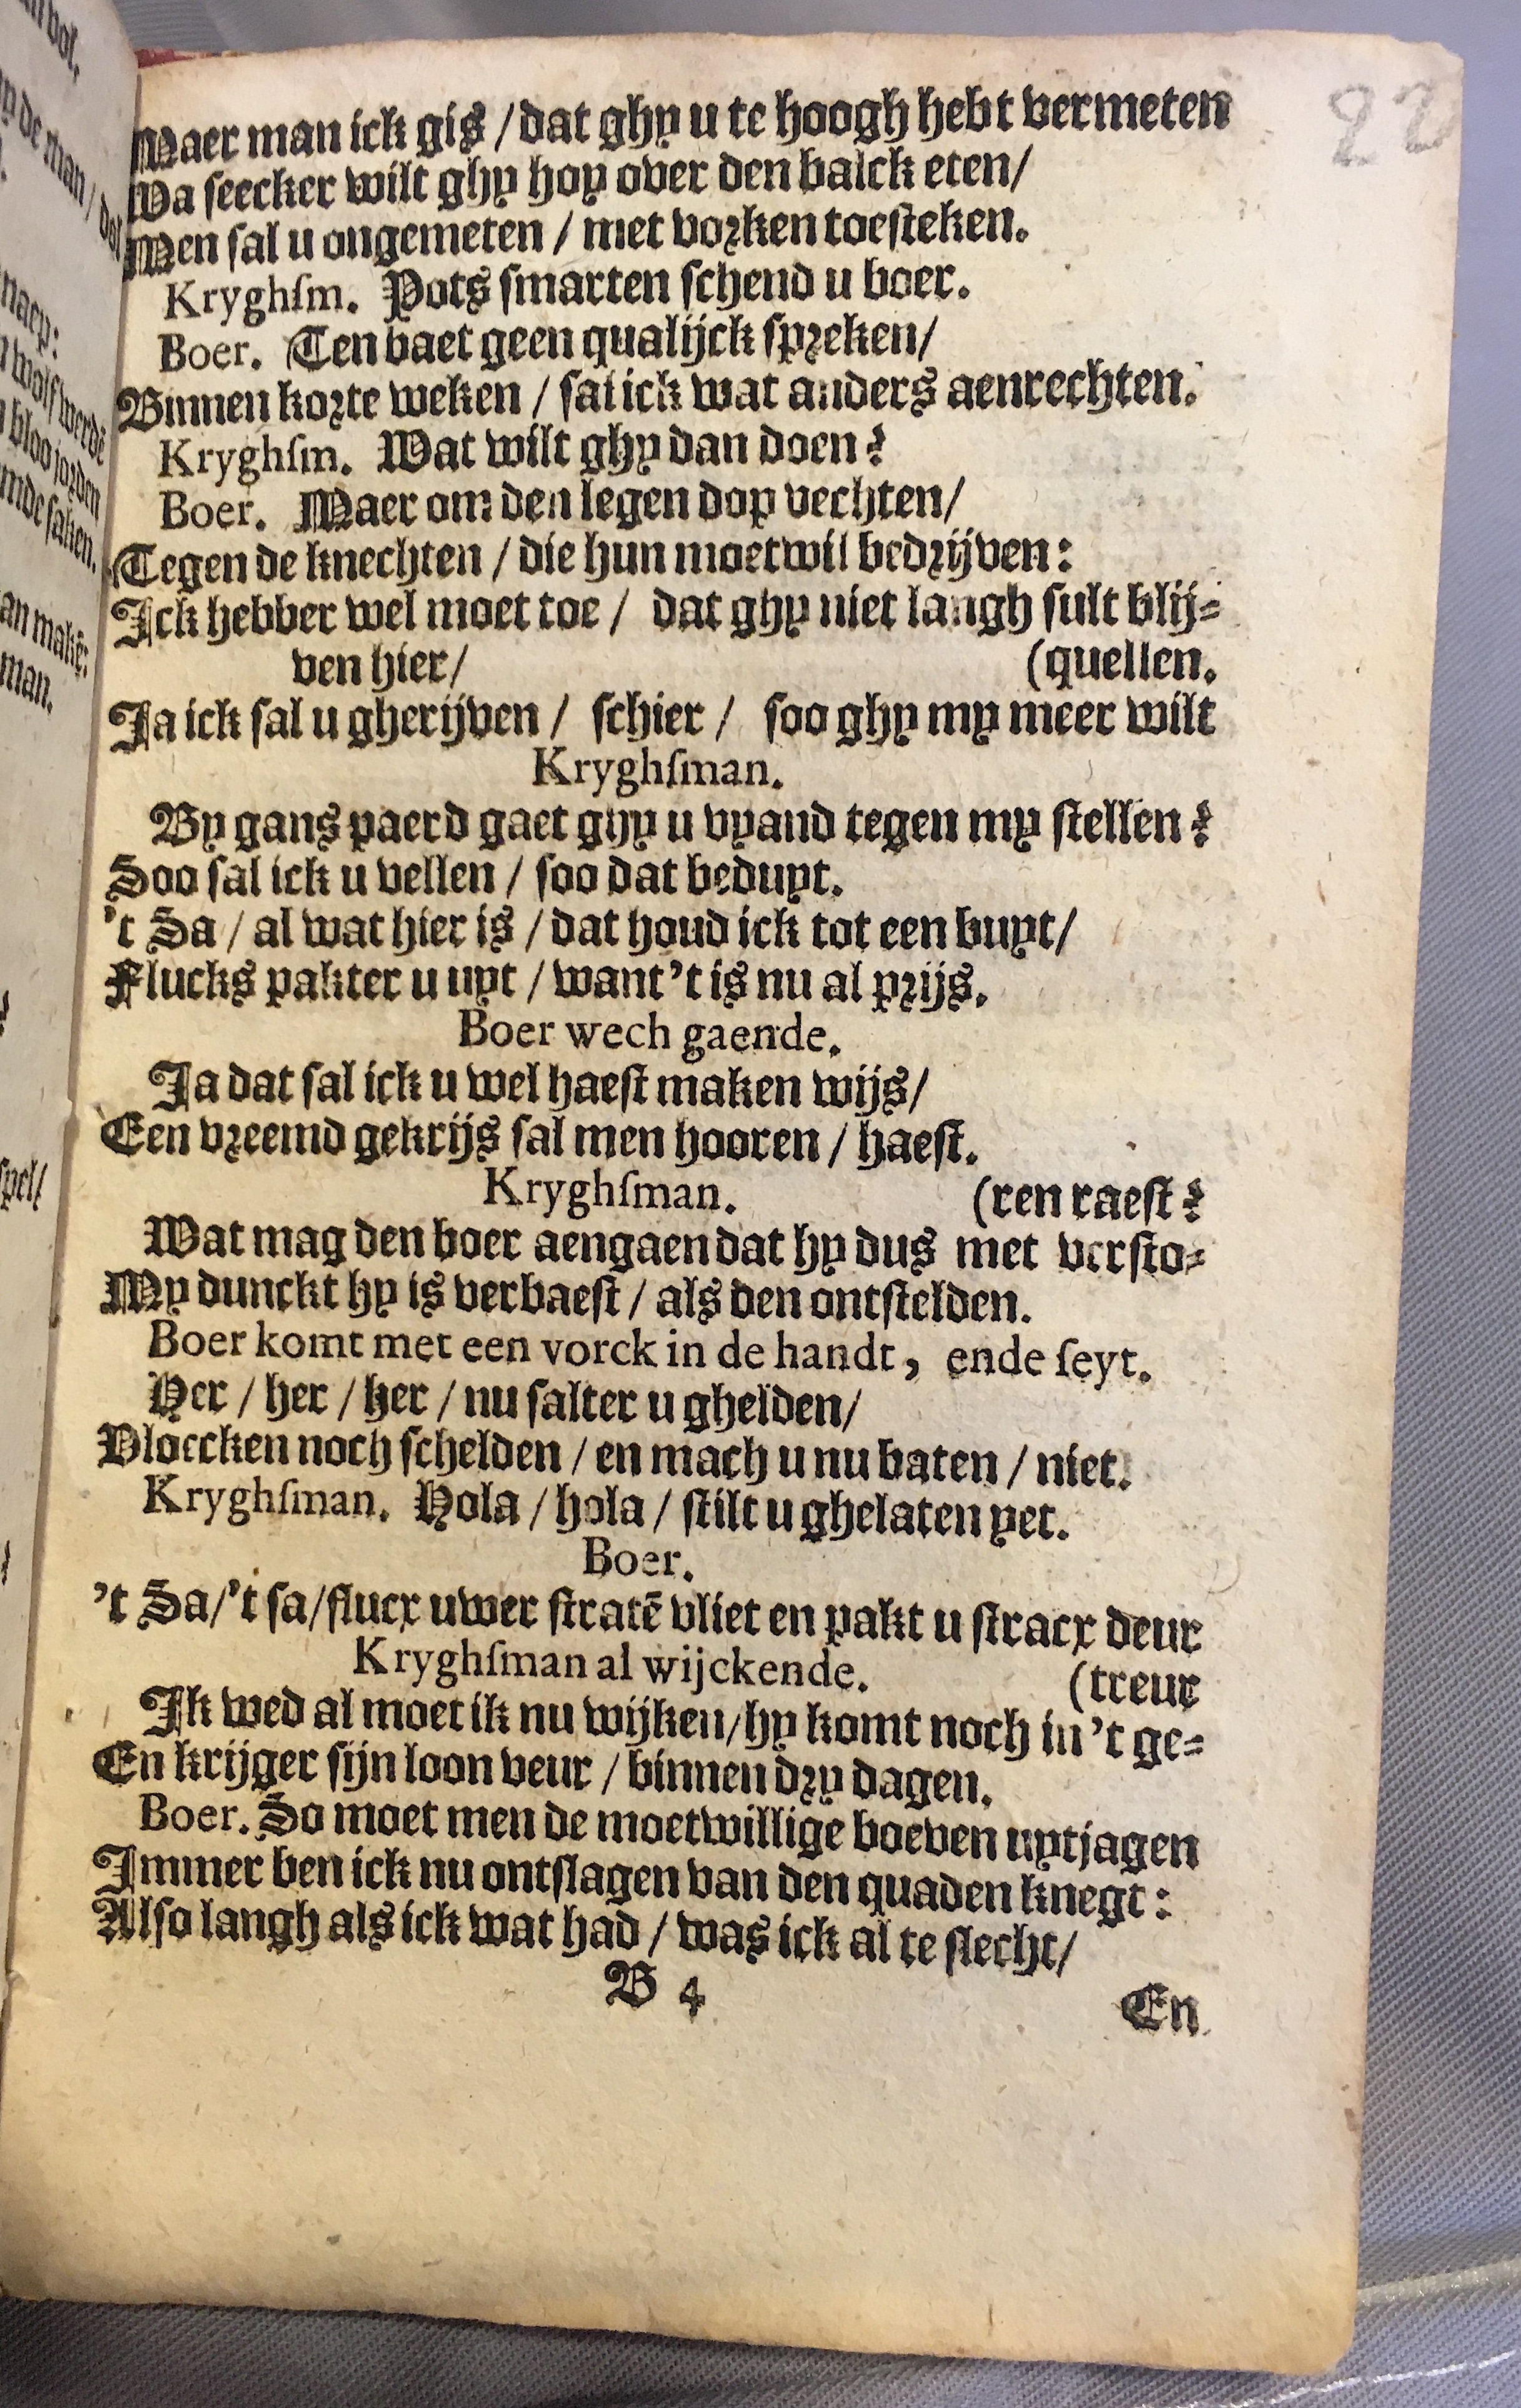 22
Maer man ick gis / dat ghy u te hoogh hebt vermeten
Wa seecker wilt ghy hoy over den balck eten/
Men sal u ongemeten / met vorken toesteken.
Kryghsm. Pots smarten schend u boer.
Boer. Ten baet geen qualijck spreken/
Binnen korte weken / sal ick wat anders aenrechten.
Kryghsm. Wat wilt ghy dan doen?
Boer. Maer om den legen dop vechten/
Tegen de knechten / die hun moetwil bedrijven:
Ick hebber wel moet toe / dat ghy niet langh sult blij-
ven hier/ (quellen.
Ja ick sal u gherijven / schier / soo ghy my meer wilt
Kryghsman.
By gans paerd gaet ghy u vyand tegen my stellen?
Soo sal ick u vellen / soo dat beduyt.
't Sa / al wat hier is / dat houd ick tot een buyt/
Flucks pakter u uyt / want 't is nu al prijs.
Boer wech gaende.
Ja dat sal ick u wel haest maken wijs/
Een vreemd gekrijs sal men hooren / haest.
Kryghsman. (ren raest?
Wat mag den boer aengaen dat hy dus met versto-
My dunckt hy is verbaest / als den ontstelden.
Boer komt met een vorck in de handt, ende seyt.
Her / her / her / nu salter u ghelden/
Vloecken noch schelden / en mach u nu baten / niet.
Kryghsman. Hola / hola / stilt u ghelaten yet.
Boer.
't Sa/'t sa/flucx uwer stratē vliet en pakt u stracx deur
Kryghsman al wijckende. (treur
Ik wed al moet ik nu wijken/hy komt noch in 't ge-
En krijger sijn loon veur / binnen dry dagen.
Boer. So moet men de moetwillige boeven uytjagen
Immer ben ick nu ontslagen van den quaden knegt:
Also langh als ick wat had / was ick al te slecht/
B 4
En